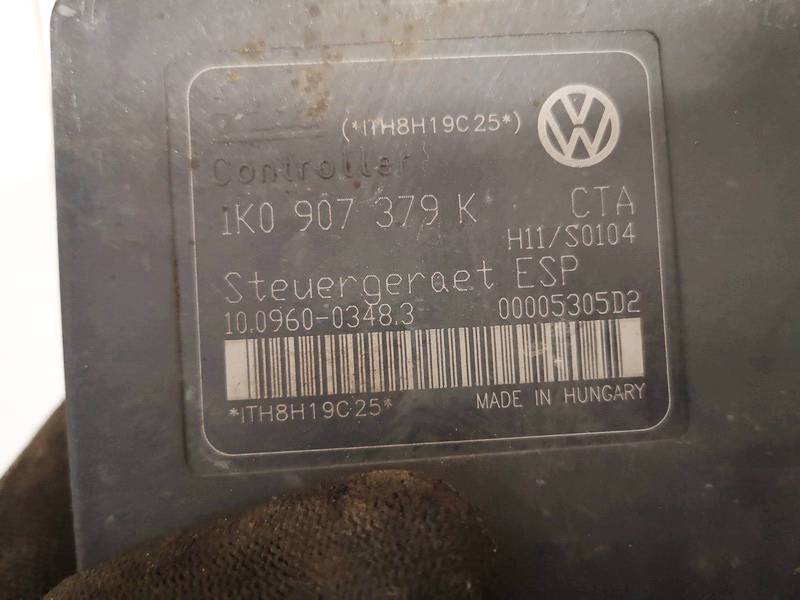 (*ITH8H19C25*)
Controller
1K0 907 379 K CTA
H11/S0104
Steuergeraet ESP
10.0960-0348.3 00005305D2
*ITH8H19C25* MADE IN HUNGARY